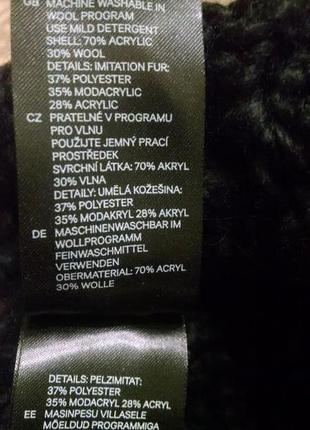 GB MACHINE WASHABLE IN
WOOL PROGRAM
USE MILD DETERGENT
SHELL: 70% ACRYLIC
30% WOOL
DETAILS: IMITATION FUR:
37% POLYESTER
35% MODACRYLIC
28% ACRYLIC
CZ PRATELNÉ V PROGRAMU
PRO VLNU
POUŽIJTE JEMNÝ PRACÍ
PROSTŘEDEK
SVRCHNÍ LÁTKA: 70% AKRYL
30% VLNA
DETAILY: UMĚLÁ KOŽEŠINA:
37% POLYESTER
35% MODAKRYL 28% AKRYL
DE MASCHINENWASCHBAR IM
WOLLPROGRAMM
FEINWASCHMITTEL
VERWENDEN
OBERMATERIAL: 70% ACRYL
30% WOLLE
DETAILS: PELZIMITAT:
37% POLYESTER
35% MODACRYL 28% ACRYL
EE MASINPESU VILLASELE
MÕELDUD PROGRAMMIGA